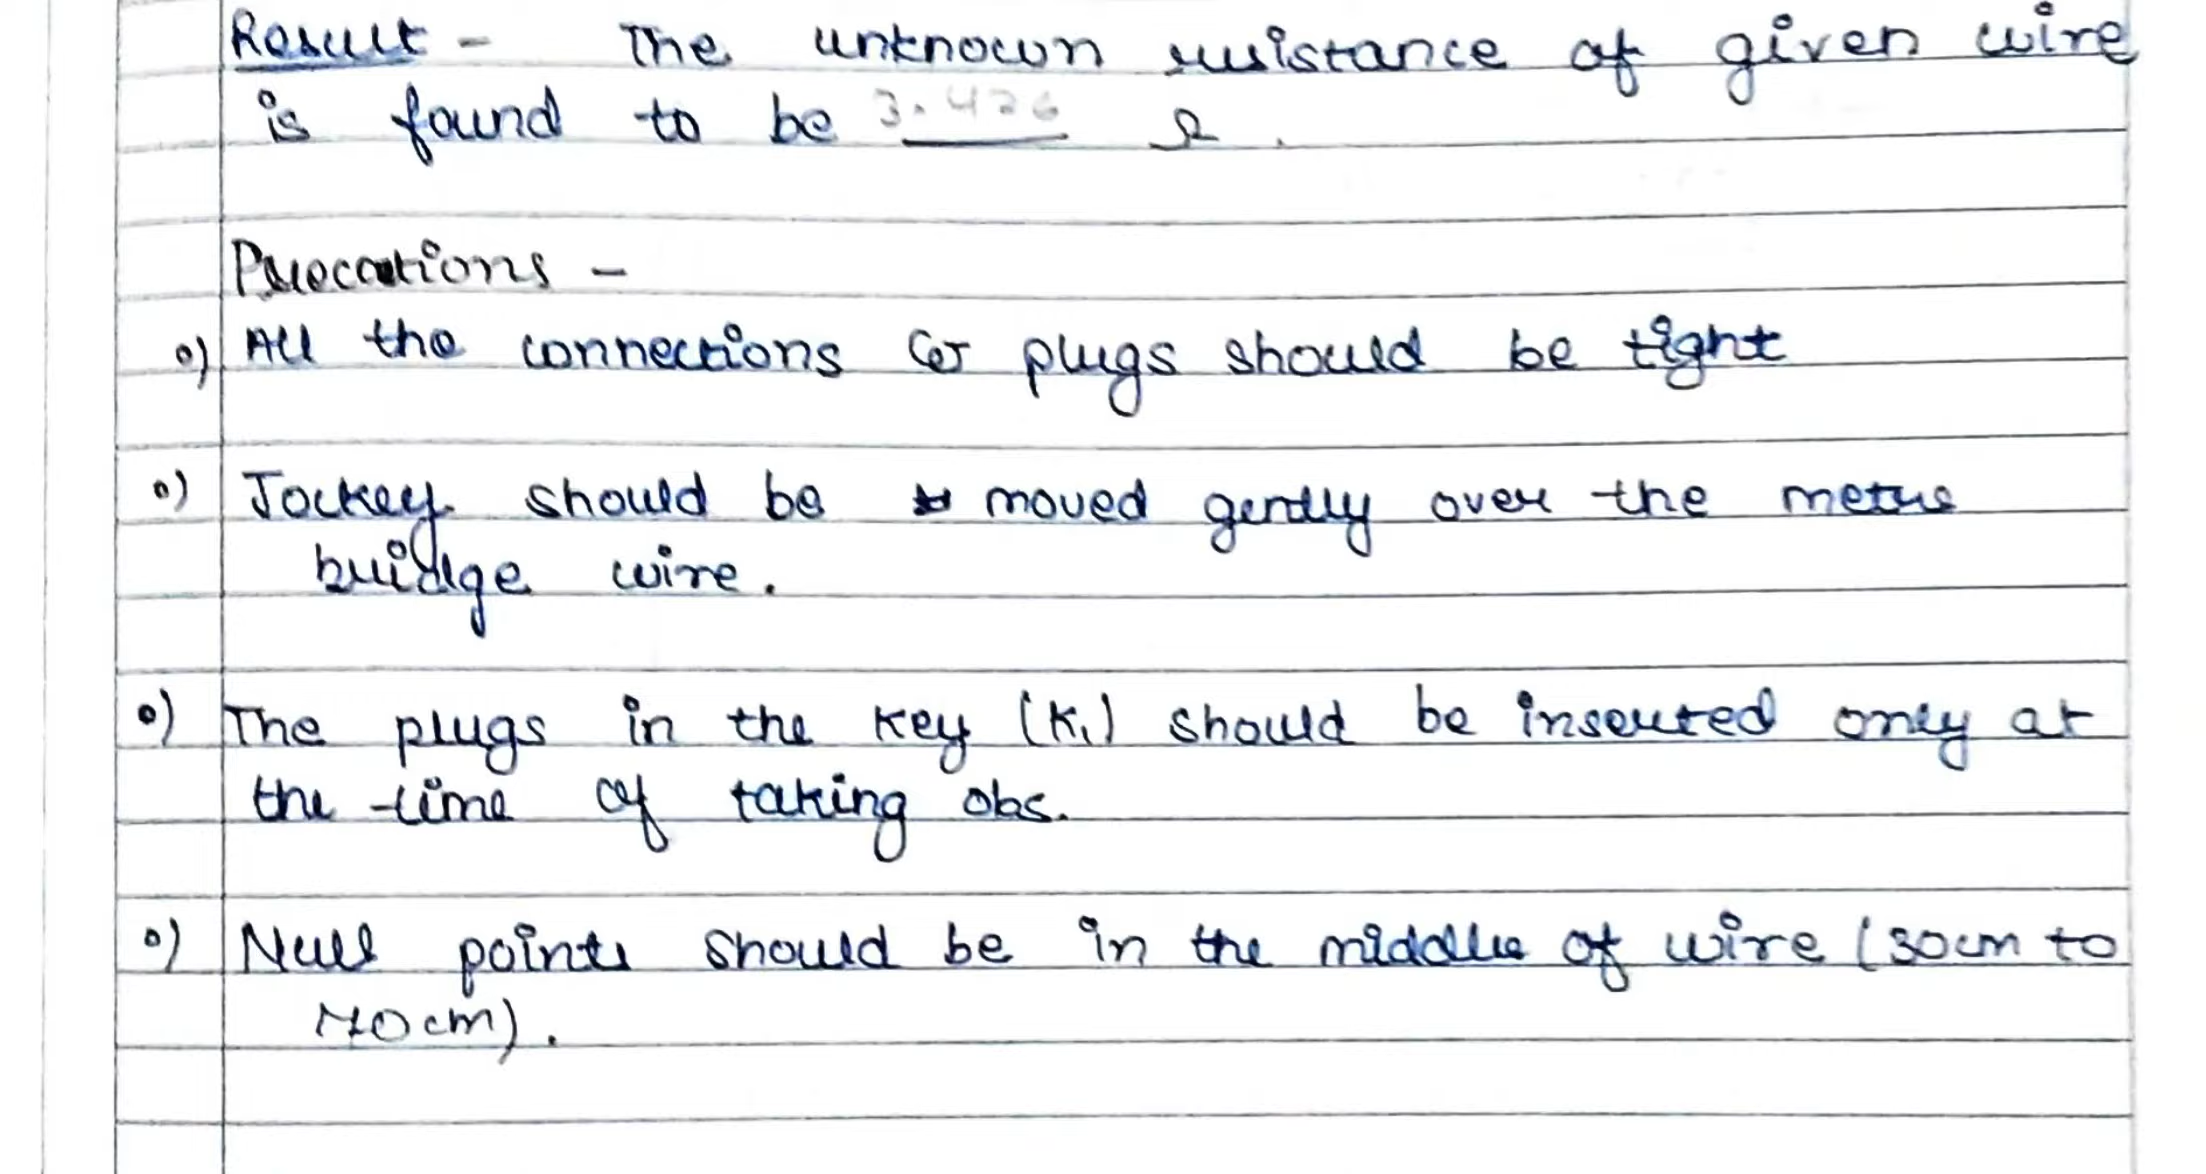 Result - The unknown resistance of given wire
is found to be 3.426 Ω.
Precautions -
o) All the connections & plugs should be tight
o) Jockey should be moved gently over the metre
bridge wire.
o) The plugs in the key (K₁) should be inserted only at
the time of taking obs.
o) Null points should be in the middle of wire (30cm to
70cm).